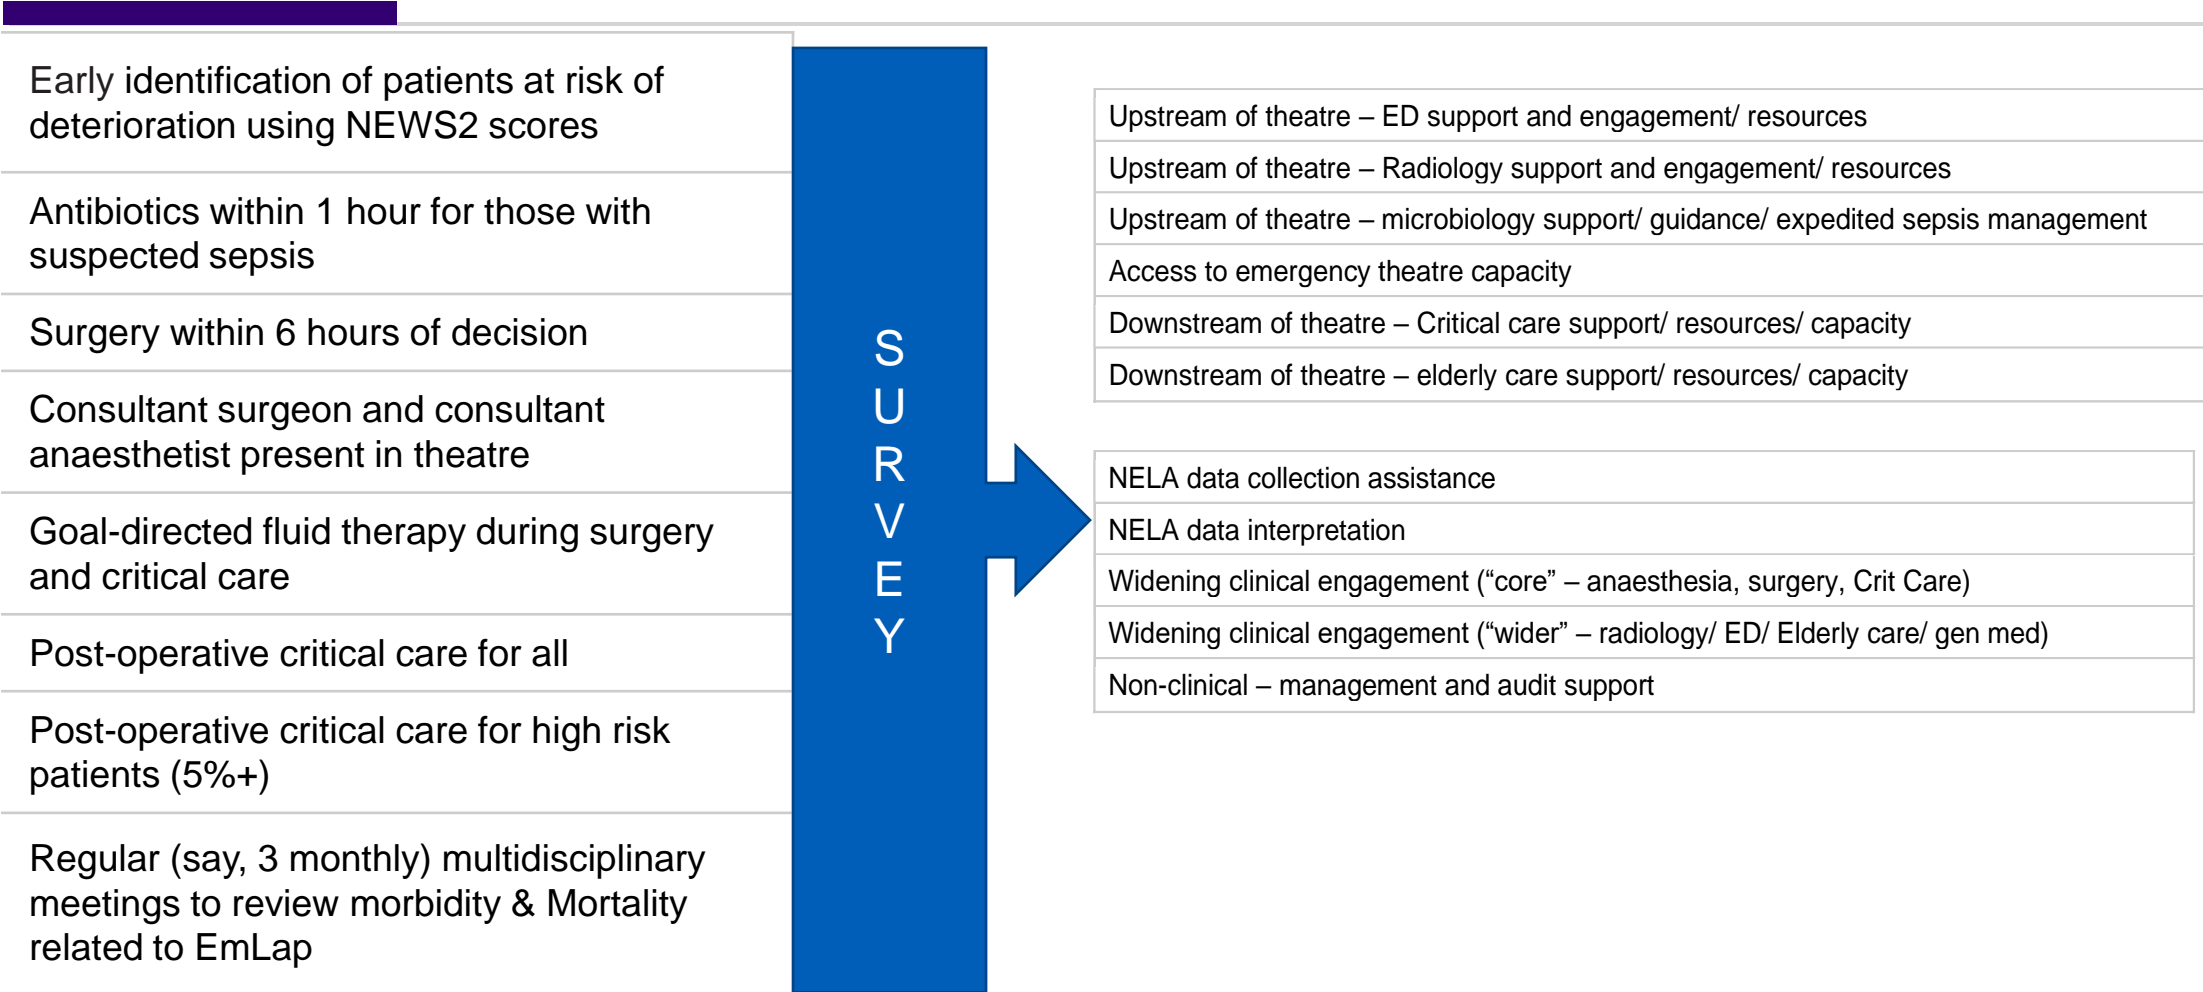 Early identification of patients at risk of
deterioration using NEWS2 scores
Antibiotics within 1 hour for those with
suspected sepsis
Surgery within 6 hours of decision
Consultant surgeon and consultant
anaesthetist present in theatre
Goal-directed fluid therapy during surgery
and critical care
Post-operative critical care for all
Post-operative critical care for high risk
patients (5%+)
Regular (say, 3 monthly) multidisciplinary
meetings to review morbidity & Mortality
related to EmLap
S
U
R
V
E
Y
Upstream of theatre – ED support and engagement/ resources
Upstream of theatre – Radiology support and engagement/ resources
Upstream of theatre – microbiology support/ guidance/ expedited sepsis management
Access to emergency theatre capacity
Downstream of theatre – Critical care support/ resources/ capacity
Downstream of theatre – elderly care support/ resources/ capacity
NELA data collection assistance
NELA data interpretation
Widening clinical engagement (“core” – anaesthesia, surgery, Crit Care)
Widening clinical engagement (“wider” – radiology/ ED/ Elderly care/ gen med)
Non-clinical – management and audit support